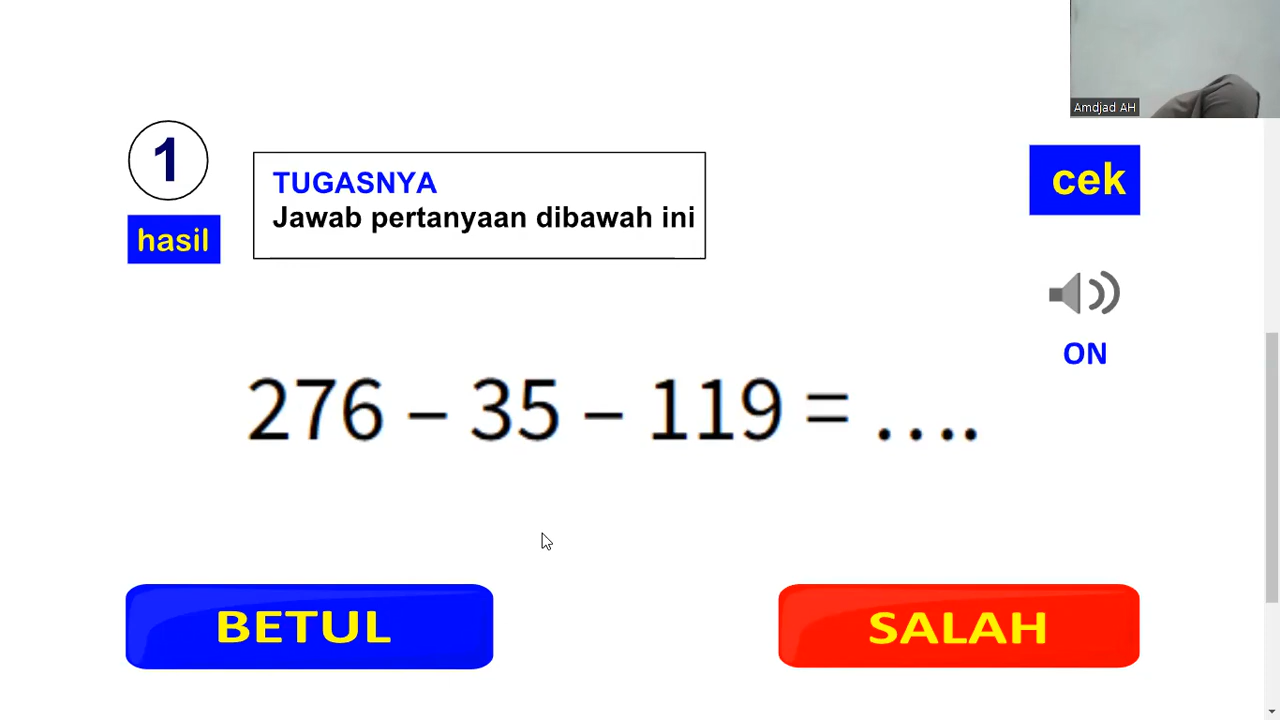 Amdjad AH
1
TUGASNYA
Jawab pertanyaan dibawah ini
cek
hasil
ON
276 – 35 – 119 = ....
BETUL
SALAH